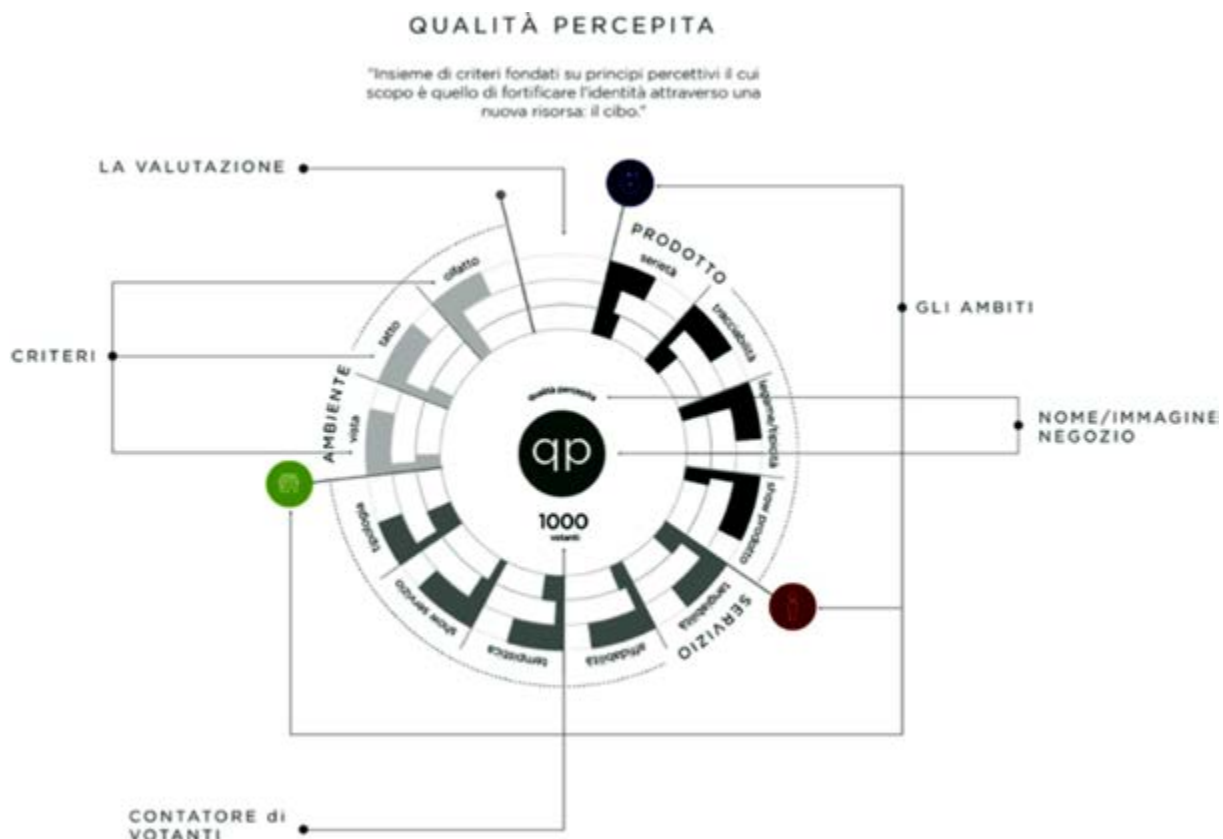 QUALITÀ PERCEPITA
"Insieme di criteri fondati su principi percettivi il cui
scopo è quello di fortificare l'identità attraverso una
nuova risorsa: il cibo."
LA VALUTAZIONE
PRODOTTO
serietà
tracciabilità
legame/tipicità
show prodotto
GLI AMBITI
olfatto
tatto
vista
AMBIENTE
CRITERI
qualità percepita
qp
1000
votanti
NOME/IMMAGINE
NEGOZIO
tipologia
show servizio
tempistica
affidabilità
tangibilità
SERVIZIO
CONTATORE di
VOTANTI